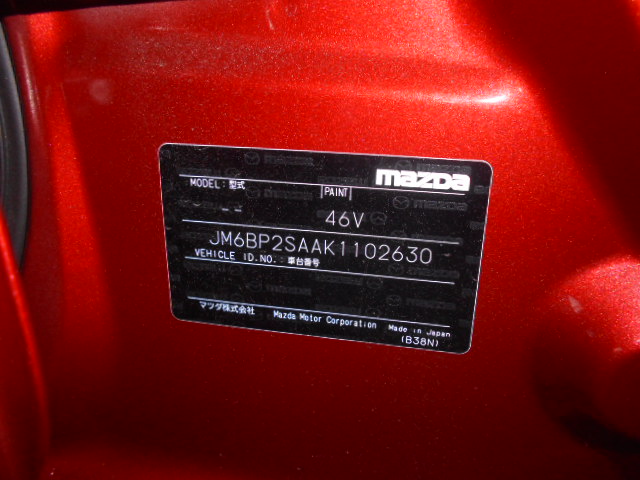 mazda
MODEL: 型式
PAINT
46V
JM6BP2SAAK1102630
VEHICLE ID.NO.: 車台番号
マツダ株式会社 Mazda Motor Corporation Made in Japan
(B38N)